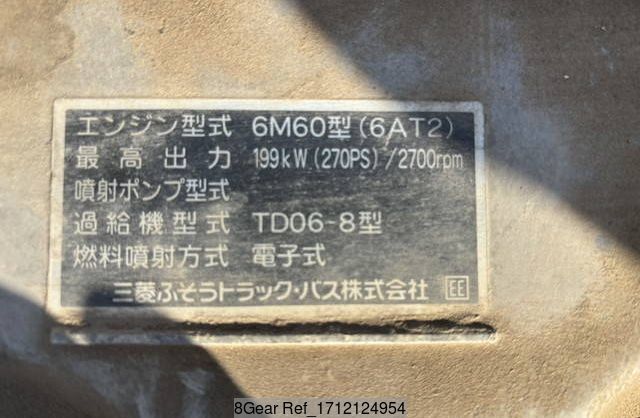 エンジン型式 6M60型(6AT2)
最高出力 199kW(270PS)/2700rpm
噴射ポンプ型式
過給機型式 TD06-8型
燃料噴射方式 電子式
三菱ふそうトラック・バス株式会社 EE
8Gear Ref_1712124954